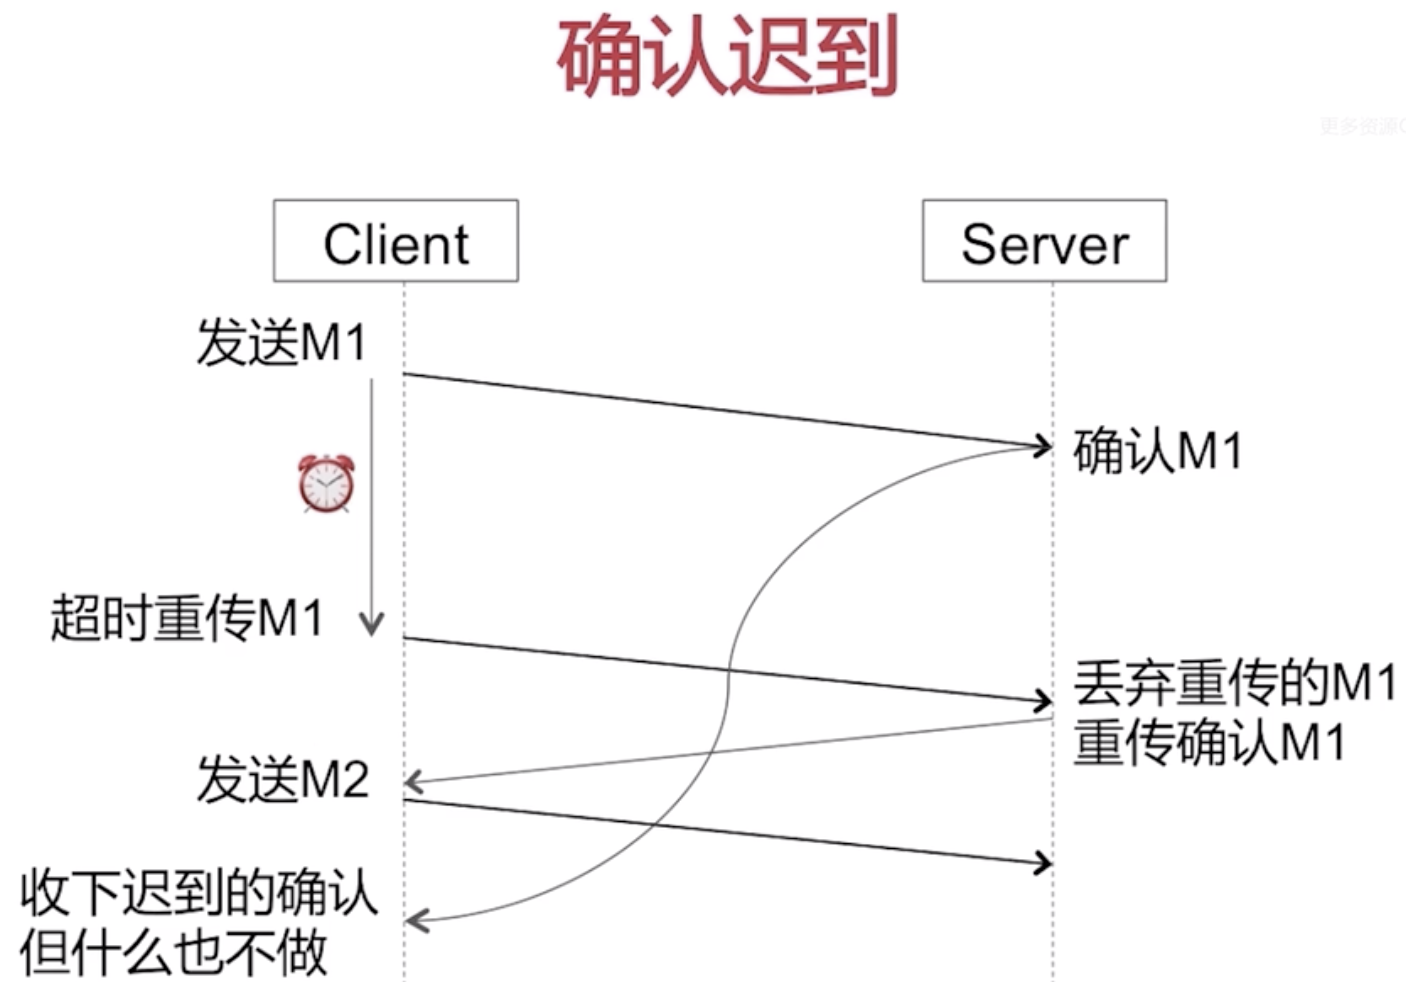 确认迟到
更多资源
Client
Server
发送M1
确认M1
超时重传M1
丢弃重传的M1
重传确认M1
发送M2
收下迟到的确认
但什么也不做